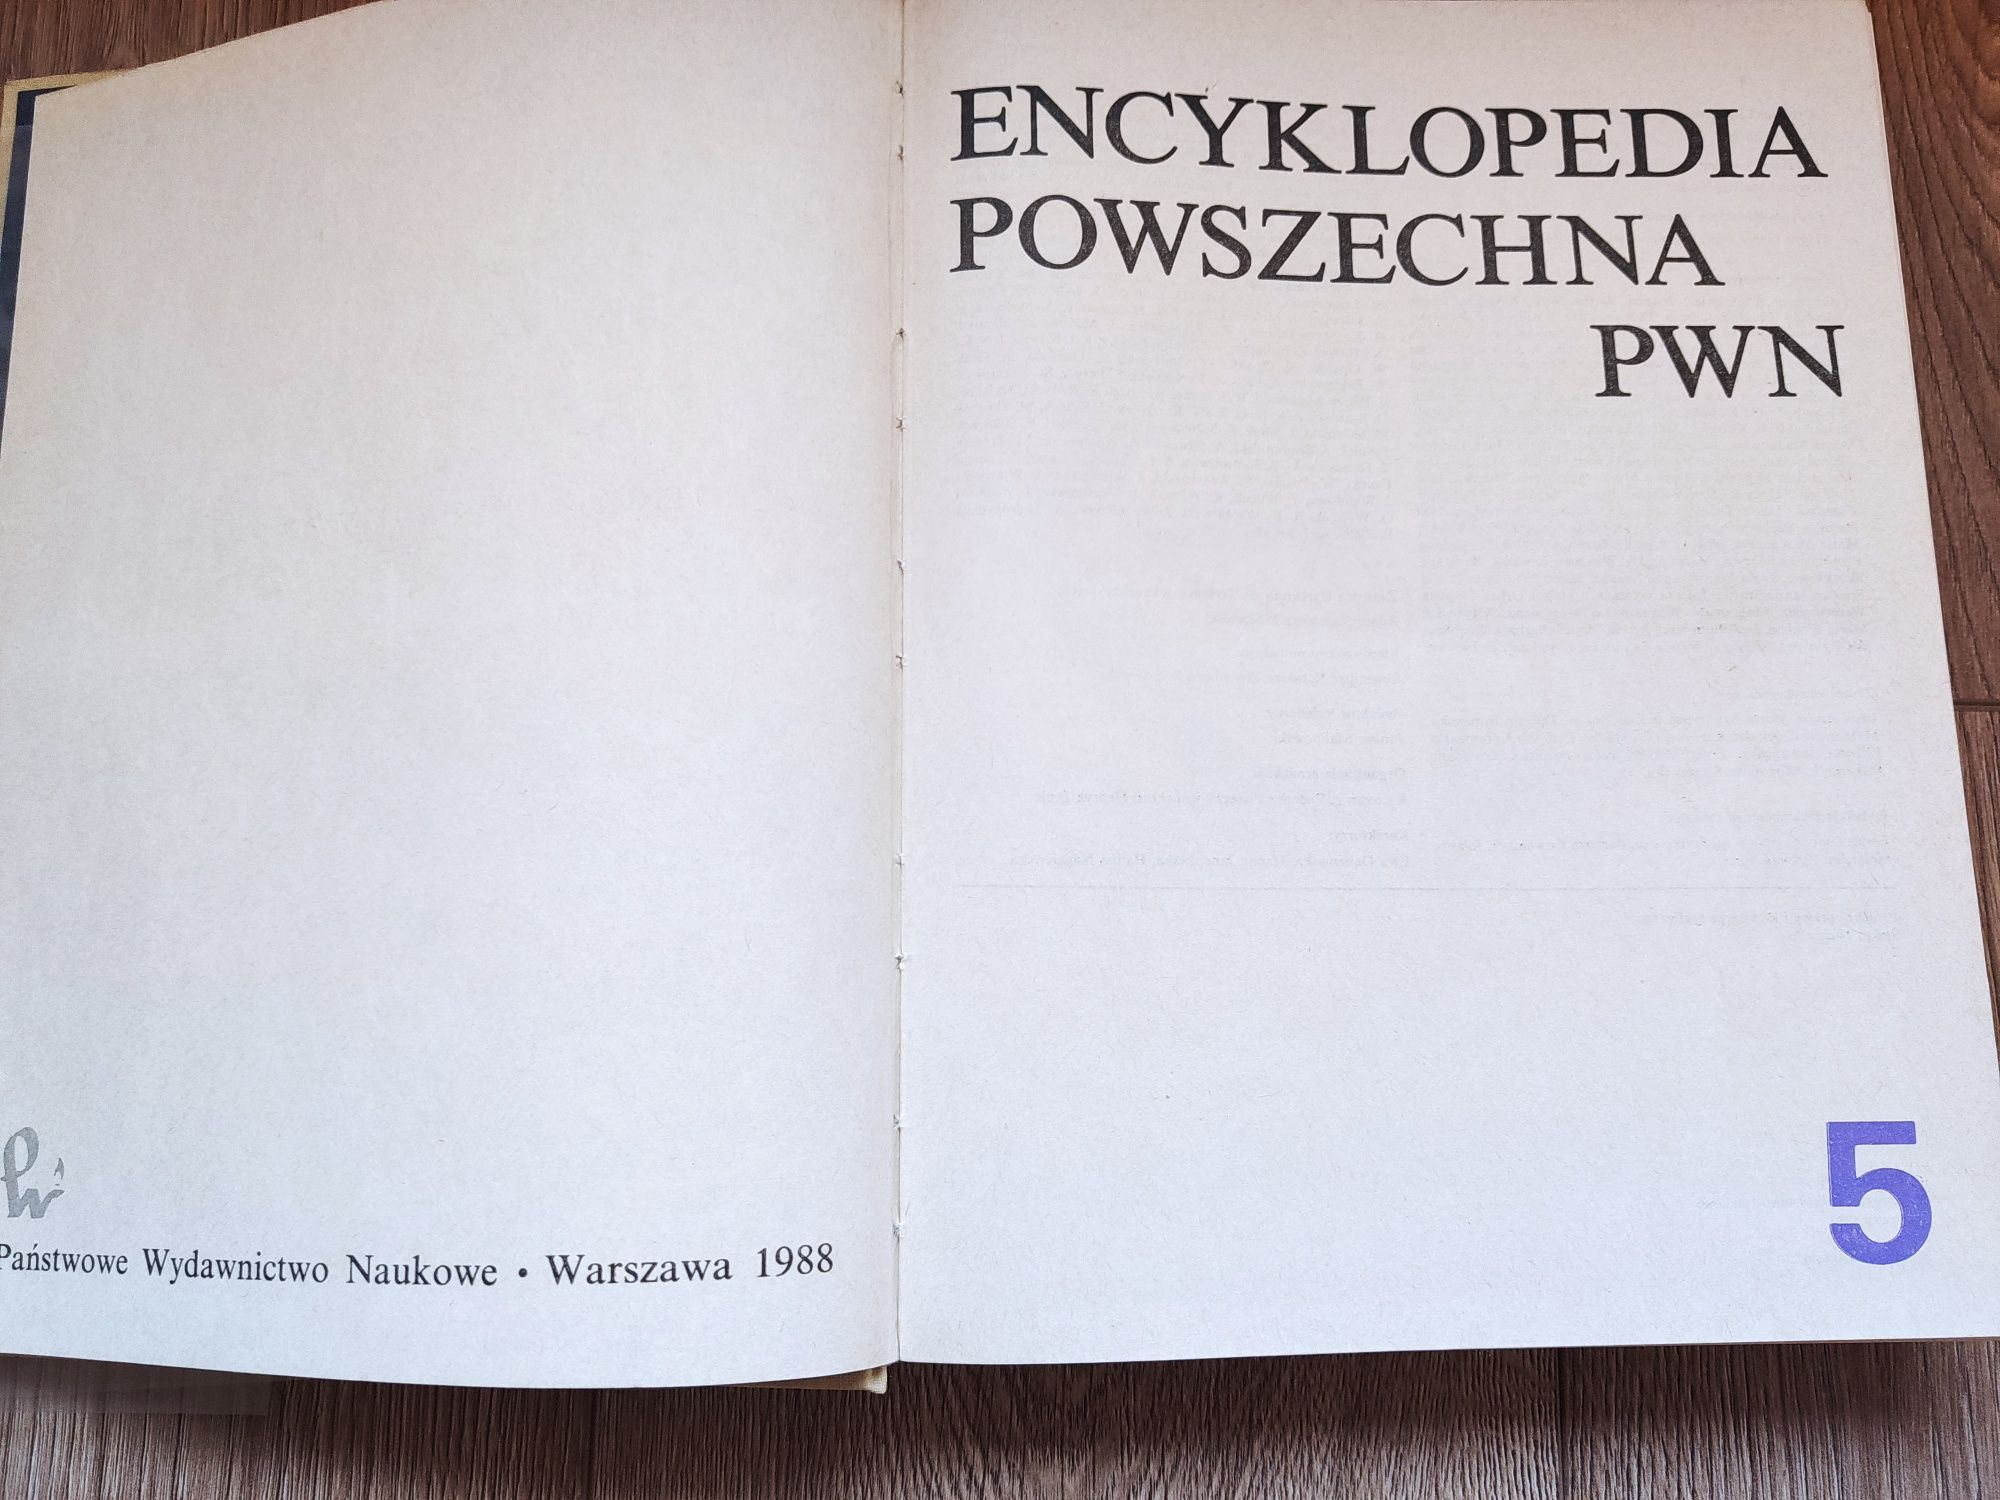 Państwowe Wydawnictwo Naukowe • Warszawa 1988
ENCYKLOPEDIA
POWSZECHNA
PWN
5